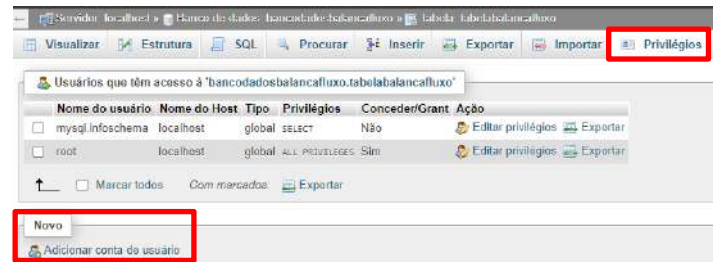 Servidor: localhost » Banco de dados: bancodadosbalancafluxo » Tabela: tabelabalancafluxo
Visualizar Estrutura SQL Procurar Inserir Exportar Importar Privilégios
Usuários que têm acesso à "bancodadosbalancafluxo.tabelabalancafluxo"
Nome do usuário Nome do Host Tipo Privilégios Conceder/Grant Ação
mysql.infoschema localhost global SELECT Não Editar privilégios Exportar
root localhost global ALL PRIVILEGES Sim Editar privilégios Exportar
Marcar todos Com marcados: Exportar
Novo
Adicionar conta de usuário